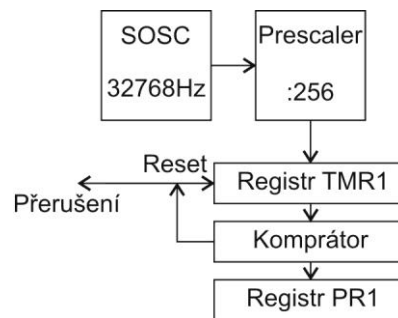 SOSC
32768Hz
Prescaler
:256
Reset
Registr TMR1
Přerušení
Komprátor
Registr PR1